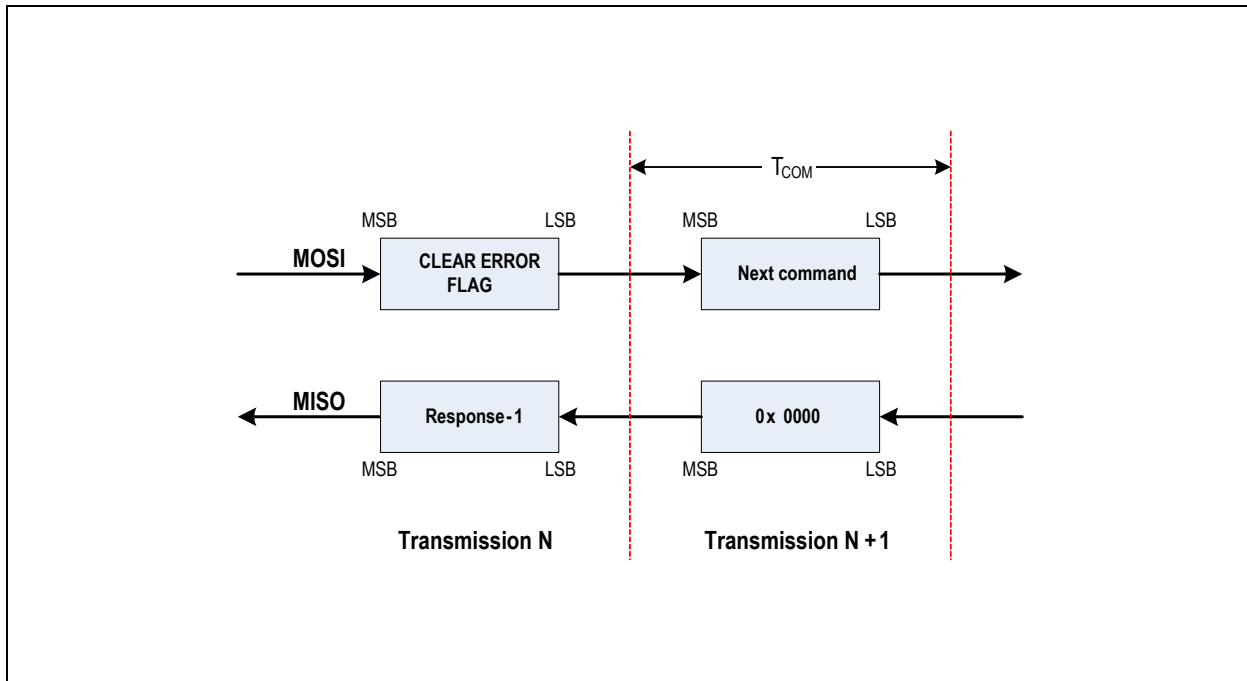 T_COM
MSB LSB MSB LSB
MOSI CLEAR ERROR
FLAG Next command
MISO Response-1 0x 0000
MSB LSB MSB LSB
Transmission N Transmission N+1